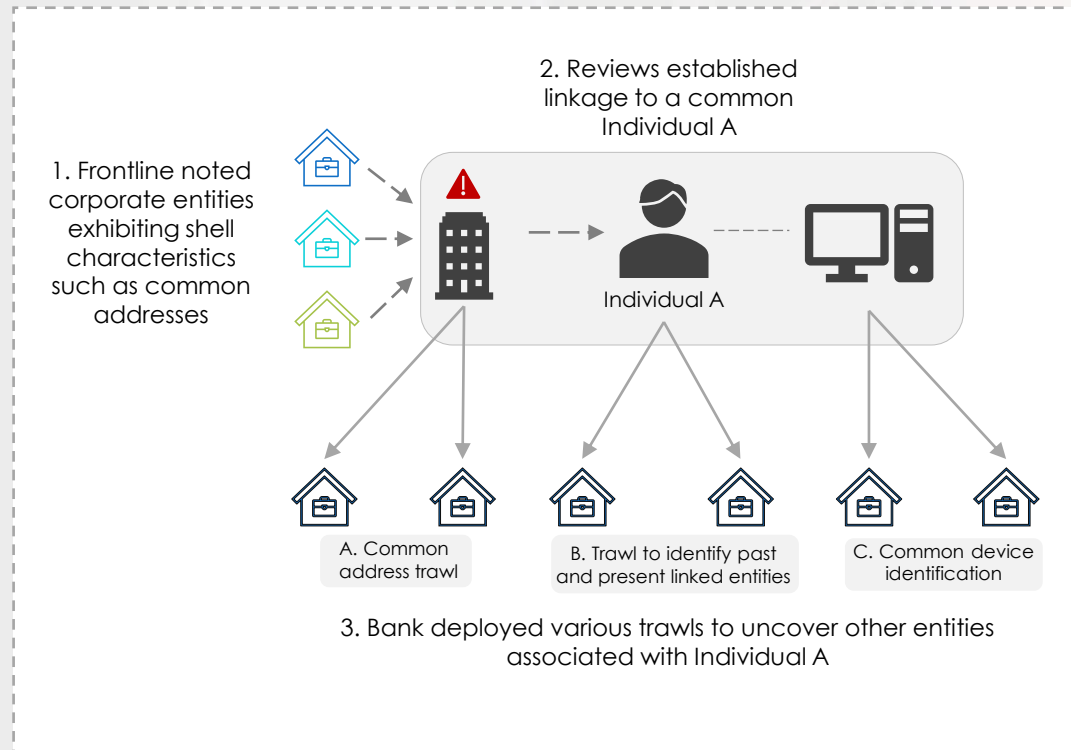 1. Frontline noted
corporate entities
exhibiting shell
characteristics
such as common
addresses
2. Reviews established
linkage to a common
Individual A
Individual A
A. Common
address trawl
B. Trawl to identify past
and present linked entities
C. Common device
identification
3. Bank deployed various trawls to uncover other entities
associated with Individual A